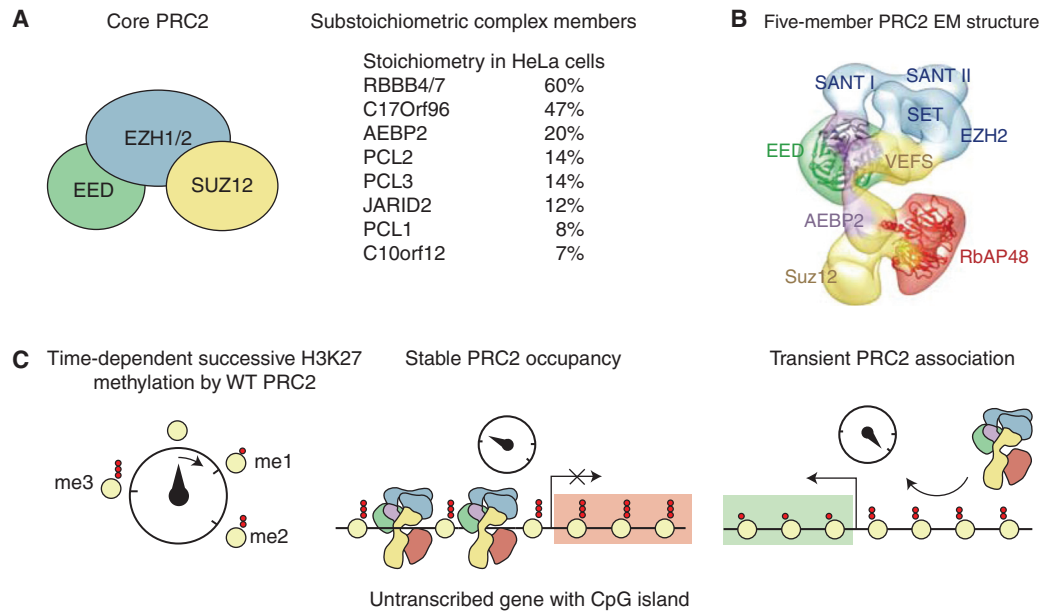 A
Core PRC2
EZH1/2
EED
SUZ12
Substoichiometric complex members
Stoichiometry in HeLa cells
RBBB4/7 60%
C17Orf96 47%
AEBP2 20%
PCL2 14%
PCL3 14%
JARID2 12%
PCL1 8%
C10orf12 7%
B
Five-member PRC2 EM structure
SANT I
SANT II
SET
EZH2
EED
VEFS
AEBP2
RbAP48
Suz12
C
Time-dependent successive H3K27
methylation by WT PRC2
me1
me3
me2
Stable PRC2 occupancy
Untranscribed gene with CpG island
Transient PRC2 association